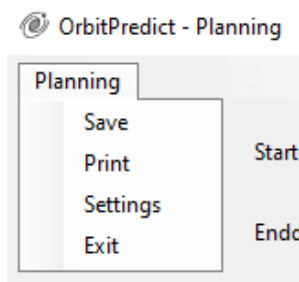 OrbitPredict - Planning
Planning
Save
Print
Start
Settings
Exit